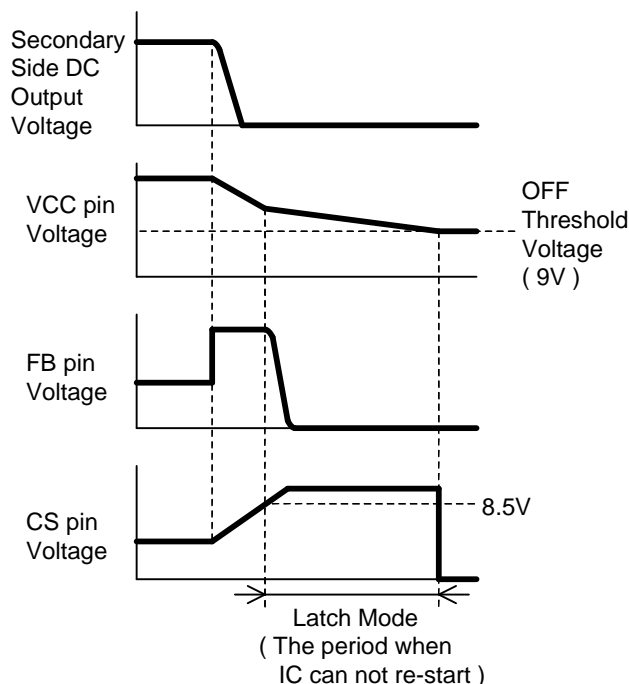 Secondary
Side DC
Output
Voltage
VCC pin
Voltage
OFF
Threshold
Voltage
( 9V )
FB pin
Voltage
CS pin
Voltage
8.5V
Latch Mode
( The period when
IC can not re-start )